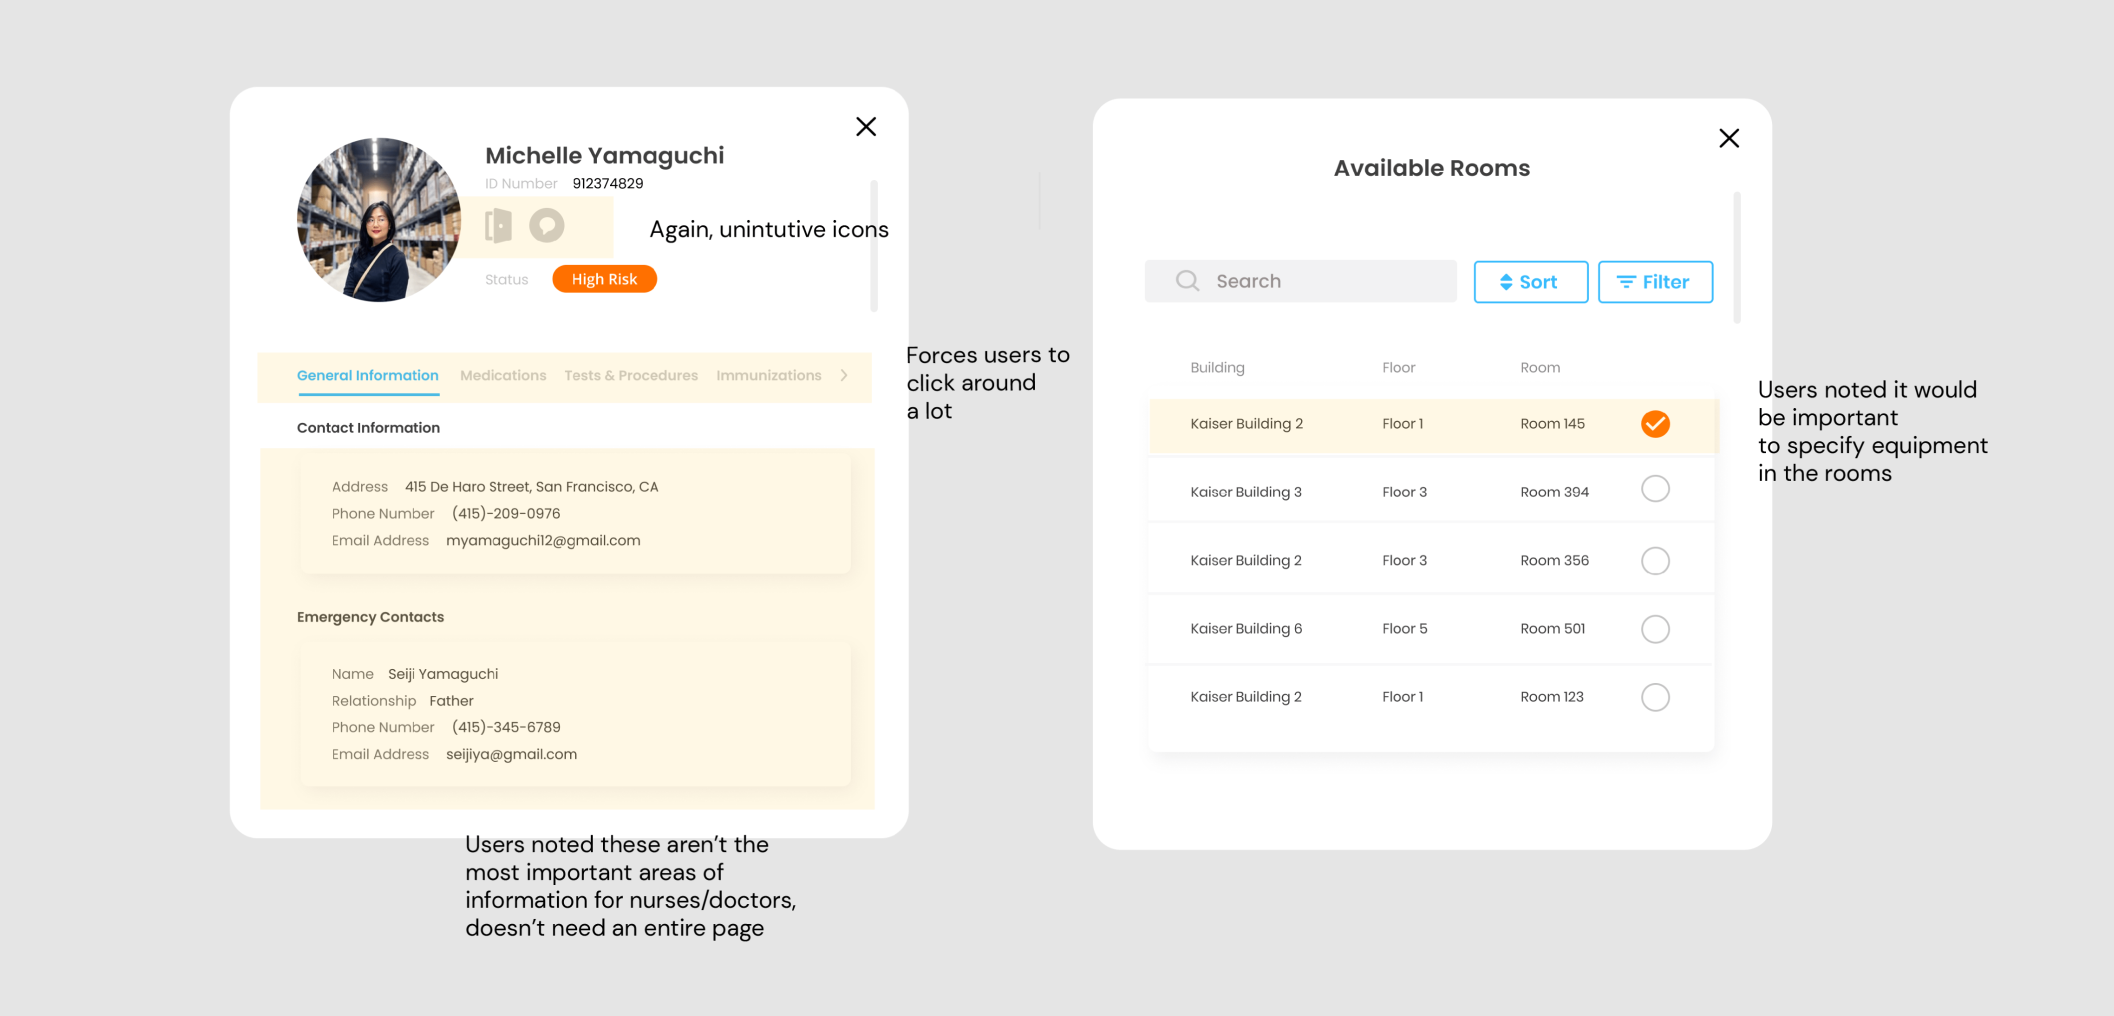 Michelle Yamaguchi
ID Number 912374829
Again, unintutive icons
Status High Risk
General Information Medications Tests & Procedures Immunizations
Forces users to
click around
a lot
Contact Information
Address 415 De Haro Street, San Francisco, CA
Phone Number (415)-209-0976
Email Address myamaguchi12@gmail.com
Emergency Contacts
Name Seiji Yamaguchi
Relationship Father
Phone Number (415)-345-6789
Email Address seijiya@gmail.com
Users noted these aren’t the
most important areas of
information for nurses/doctors,
doesn’t need an entire page
Available Rooms
Search Sort Filter
Building Floor Room
Kaiser Building 2 Floor 1 Room 145
Kaiser Building 3 Floor 3 Room 394
Kaiser Building 2 Floor 3 Room 356
Kaiser Building 6 Floor 5 Room 501
Kaiser Building 2 Floor 1 Room 123
Users noted it would
be important
to specify equipment
in the rooms